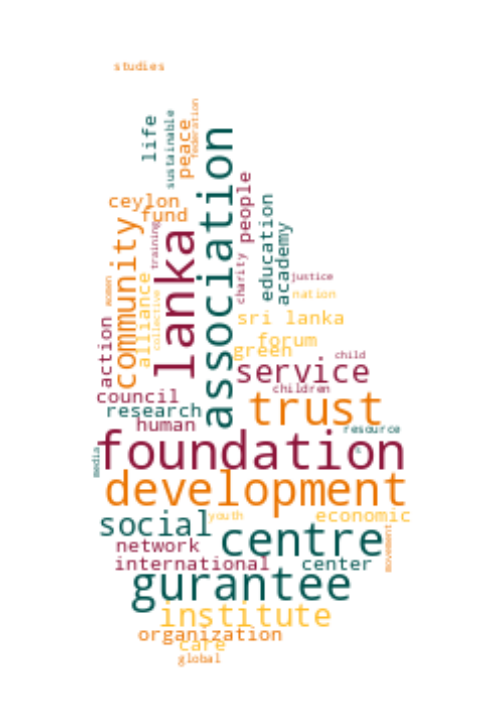 studies
life
sustainable
peace
federation
association
ceylon
fund
people
education
academy
training
lanka
community
charity
justice
women
alliance
collective
nation
sri lanka
action
forum
green
child
service
children
council
research
trust
human
resource
foundation
media
development
social
youth
economic
centre
movement
network
international
center
gurantee
institute
organization
care
global